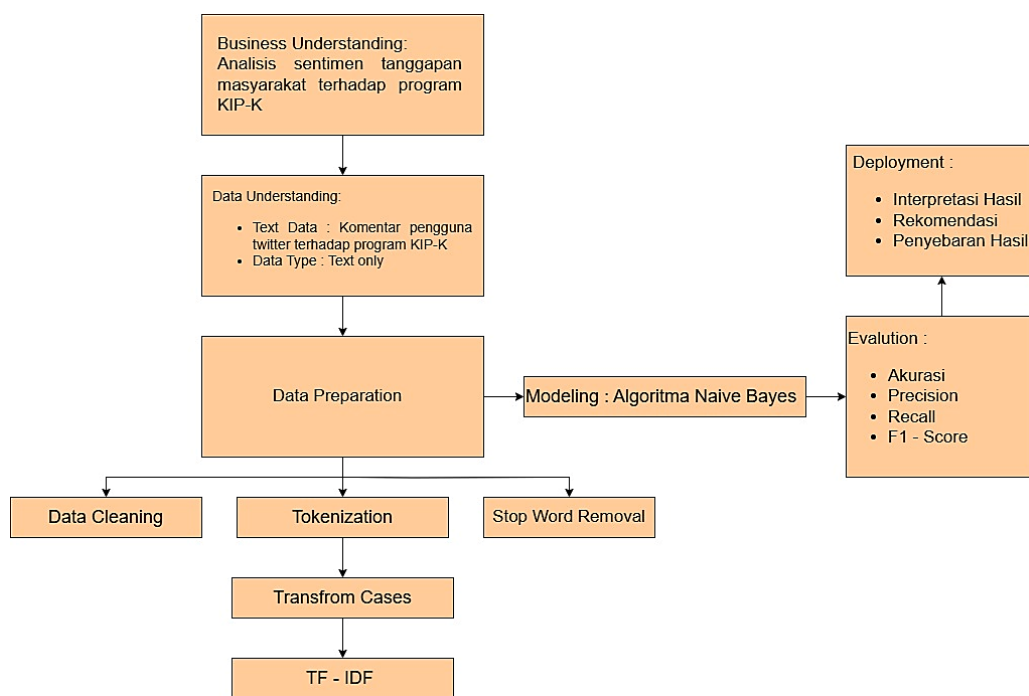 Business Understanding:
Analisis sentimen tanggapan
masyarakat terhadap program
KIP-K
Data Understanding:
• Text Data : Komentar pengguna
twitter terhadap program KIP-K
• Data Type : Text only
Data Preparation
Data Cleaning
Tokenization
Stop Word Removal
Transfrom Cases
TF - IDF
Modeling : Algoritma Naive Bayes
Evalution :
• Akurasi
• Precision
• Recall
• F1 - Score
Deployment :
• Interpretasi Hasil
• Rekomendasi
• Penyebaran Hasil